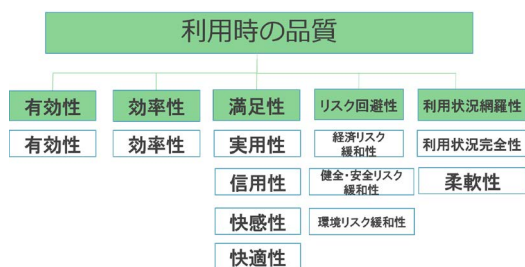 利用時の品質
有効性
効率性
満足性
リスク回避性
利用状況網羅性
有効性
効率性
実用性
経済リスク
緩和性
利用状況完全性
信用性
健全・安全リスク
緩和性
柔軟性
快感性
環境リスク緩和性
快適性